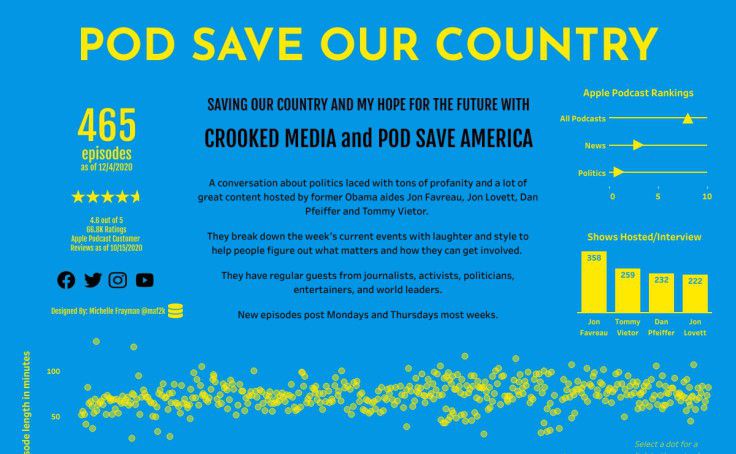 POD SAVE OUR COUNTRY
465
episodes
as of 12/4/2020
4.6 out of 5
66.8K Ratings
Apple Podcast Customer
Reviews as of 10/15/2020
Designed By: Michelle Frayman @maf2k
SAVING OUR COUNTRY AND MY HOPE FOR THE FUTURE WITH
CROOKED MEDIA and POD SAVE AMERICA
A conversation about politics laced with tons of profanity and a lot of
great content hosted by former Obama aides Jon Favreau, Jon Lovett, Dan
Pfeiffer and Tommy Vietor.
They break down the week's current events with laughter and style to
help people figure out what matters and how they can get involved.
They have regular guests from journalists, activists, politicians,
entertainers, and world leaders.
New episodes post Mondays and Thursdays most weeks.
Apple Podcast Rankings
All Podcasts
News
Politics
0 5 10
Shows Hosted/Interview
358
259
232
222
Jon Tommy Dan Jon
Favreau Vietor Pfeiffer Lovett
sode length in minutes
100
50
Select a dot for a